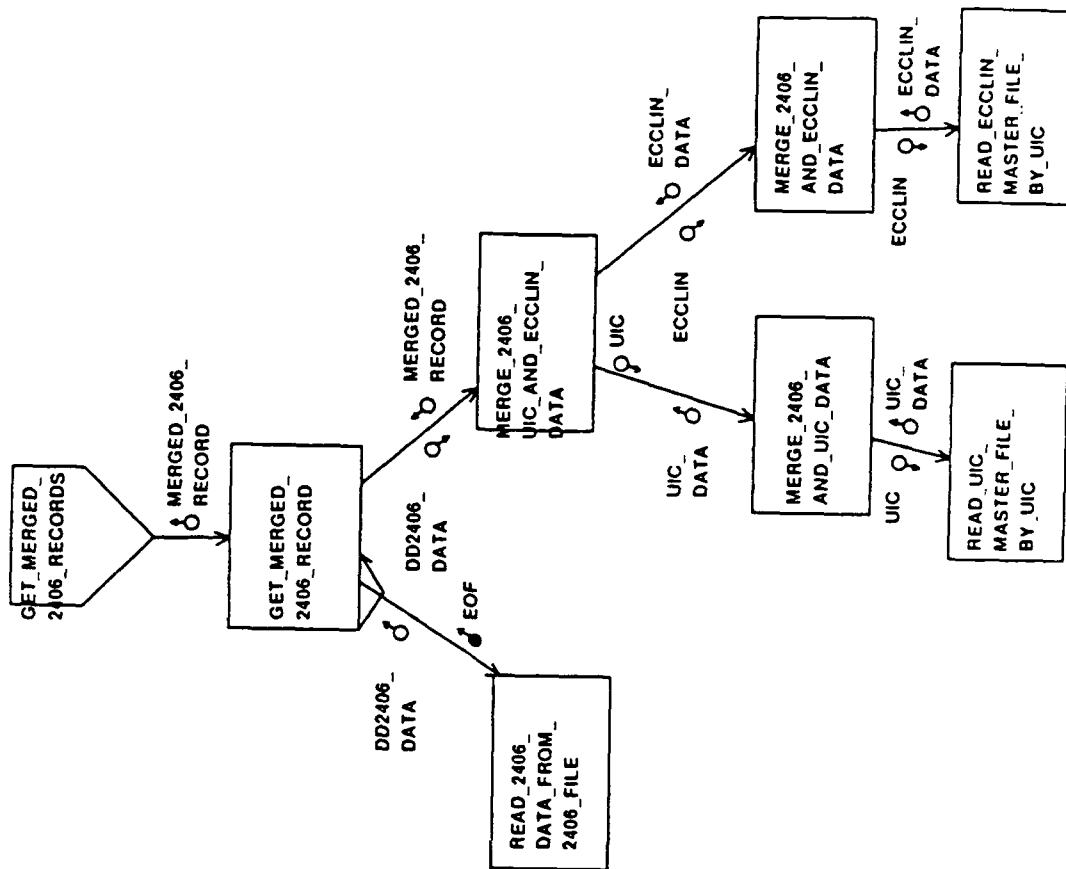 GET_MERGED_
2406_RECORDS
MERGED_2406_
RECORD
GET_MERGED_
2406_RECORD
DD2406_
DATA
EOF
DD2406_
DATA
MERGED_2406_
RECORD
READ_2406_
DATA_FROM_
2406_FILE
MERGE_2406_
UIC_AND_ECCLIN_
DATA
UIC_
DATA
UIC
ECCLIN
ECCLIN_
DATA
MERGE_2406_
AND_UIC_DATA
MERGE_2406_
AND_ECCLIN_
DATA
UIC
UIC_
DATA
ECCLIN
ECCLIN_
DATA
READ_UIC_
MASTER_FILE_
BY_UIC
READ_ECCLIN_
MASTER_FILE_
BY_UIC